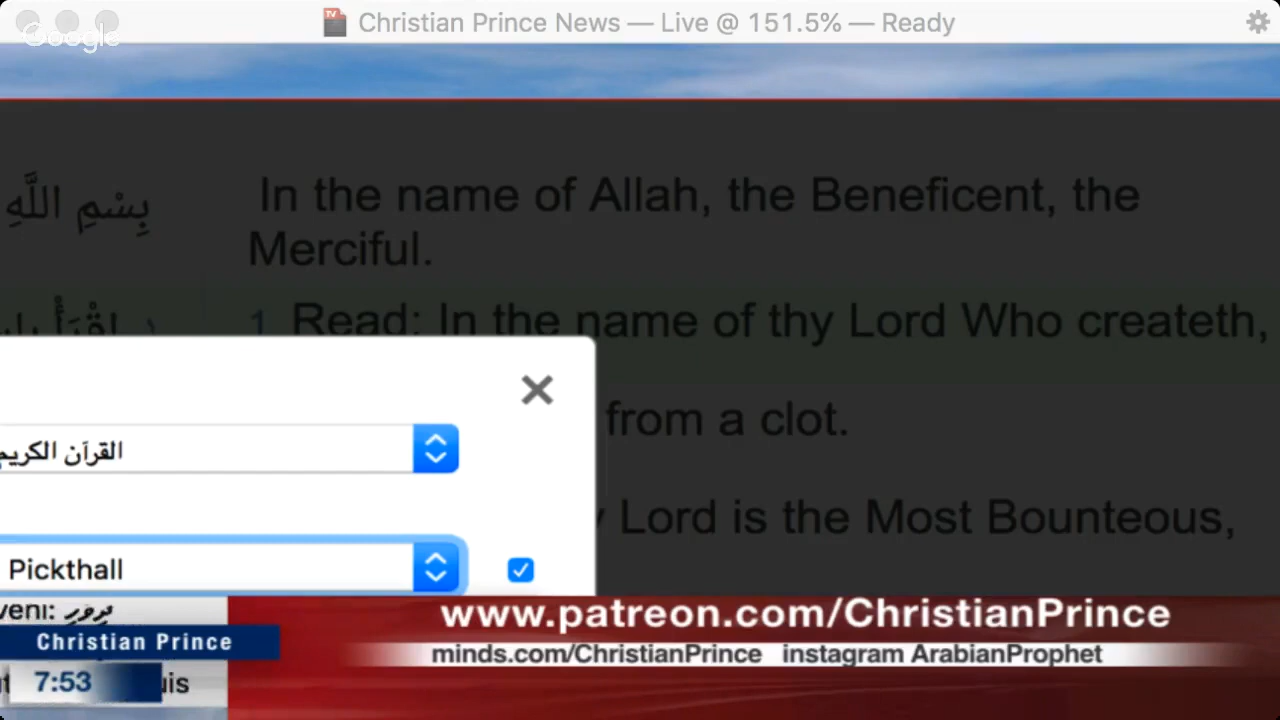 Christian Prince News — Live @ 151.5% — Ready
Google
In the name of Allah, the Beneficent, the
Merciful.
بِسْمِ اللَّهِ
1 Read: In the name of thy Lord Who createth,
from a clot.
القرآن الكريم
Lord is the Most Bounteous,
Pickthall
www.patreon.com/ChristianPrince
Christian Prince
minds.com/ChristianPrince instagram ArabianProphet
7:53